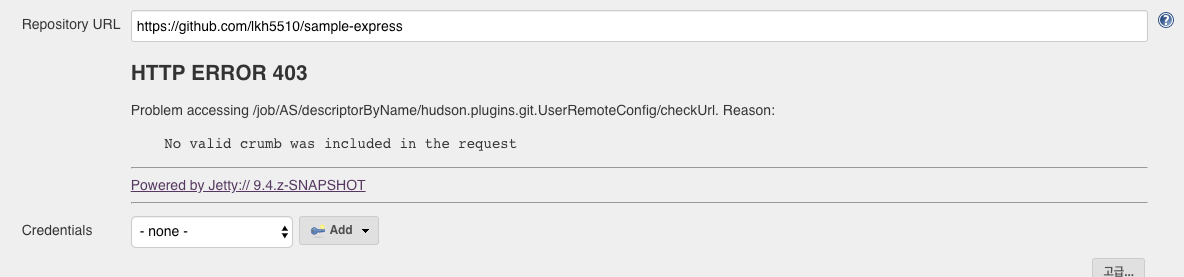 Repository URL https://github.com/lkh5510/sample-express
HTTP ERROR 403
Problem accessing /job/AS/descriptorByName/hudson.plugins.git.UserRemoteConfig/checkUrl. Reason:
No valid crumb was included in the request
Powered by Jetty:// 9.4.z-SNAPSHOT
Credentials - none - Add
고급...